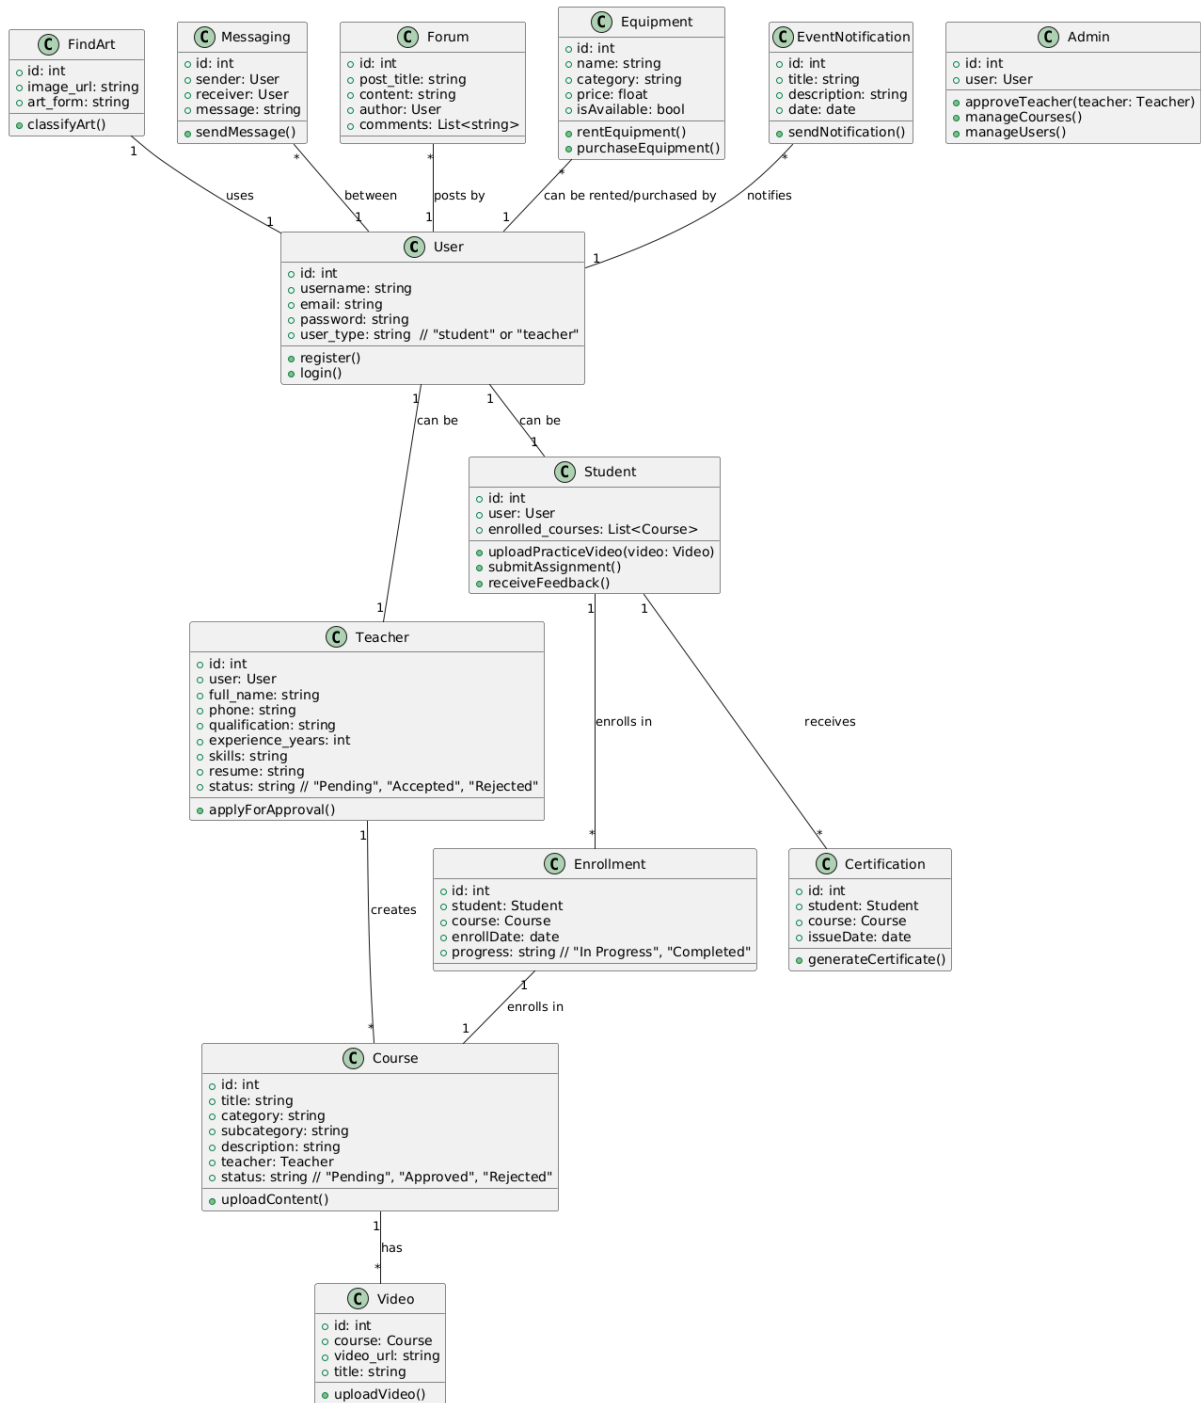 C FindArt
id: int
image_url: string
art_form: string
classifyArt()
C Messaging
id: int
sender: User
receiver: User
message: string
sendMessage()
C Forum
id: int
post_title: string
content: string
author: User
comments: List<string>
C Equipment
id: int
name: string
category: string
price: float
isAvailable: bool
rentEquipment()
purchaseEquipment()
C EventNotification
id: int
title: string
description: string
date: date
sendNotification()
C Admin
id: int
user: User
approveTeacher(teacher: Teacher)
manageCourses()
manageUsers()
1
*
*
*
*
uses
between
posts by
can be rented/purchased by
notifies
1
1
1
1
1
C User
id: int
username: string
email: string
password: string
user_type: string // "student" or "teacher"
register()
login()
1
1
can be
can be
1
C Student
id: int
user: User
enrolled_courses: List<Course>
uploadPracticeVideo(video: Video)
submitAssignment()
receiveFeedback()
1
1
1
C Teacher
id: int
user: User
full_name: string
phone: string
qualification: string
experience_years: int
skills: string
resume: string
status: string // "Pending", "Accepted", "Rejected"
applyForApproval()
enrolls in
receives
1
*
*
C Enrollment
id: int
student: Student
course: Course
enrollDate: date
progress: string // "In Progress", "Completed"
C Certification
id: int
student: Student
course: Course
issueDate: date
generateCertificate()
creates
1
enrolls in
*
1
C Course
id: int
title: string
category: string
subcategory: string
description: string
teacher: Teacher
status: string // "Pending", "Approved", "Rejected"
uploadContent()
1
has
*
C Video
id: int
course: Course
video_url: string
title: string
uploadVideo()